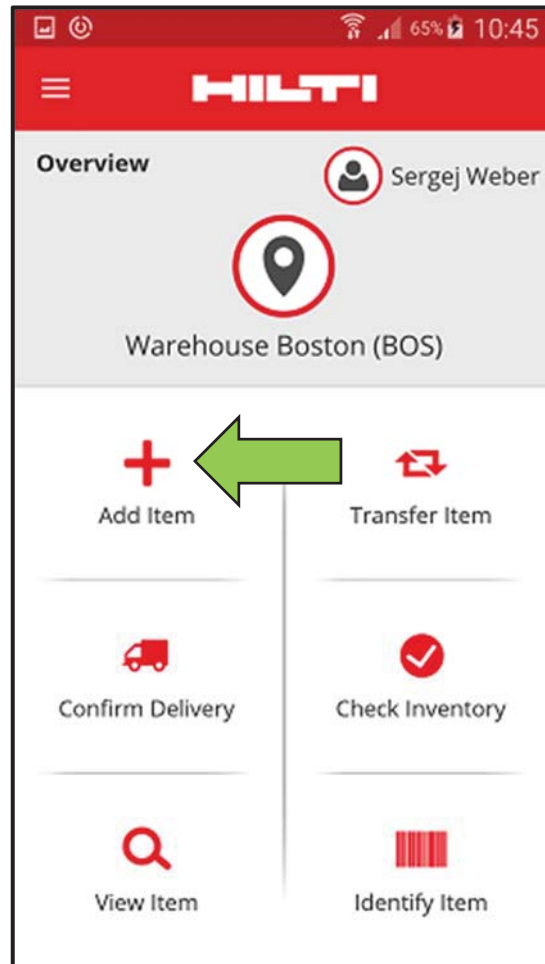 65% 10:45
HILTI
Overview
Sergej Weber
Warehouse Boston (BOS)
Add Item
Transfer Item
Confirm Delivery
Check Inventory
View Item
Identify Item